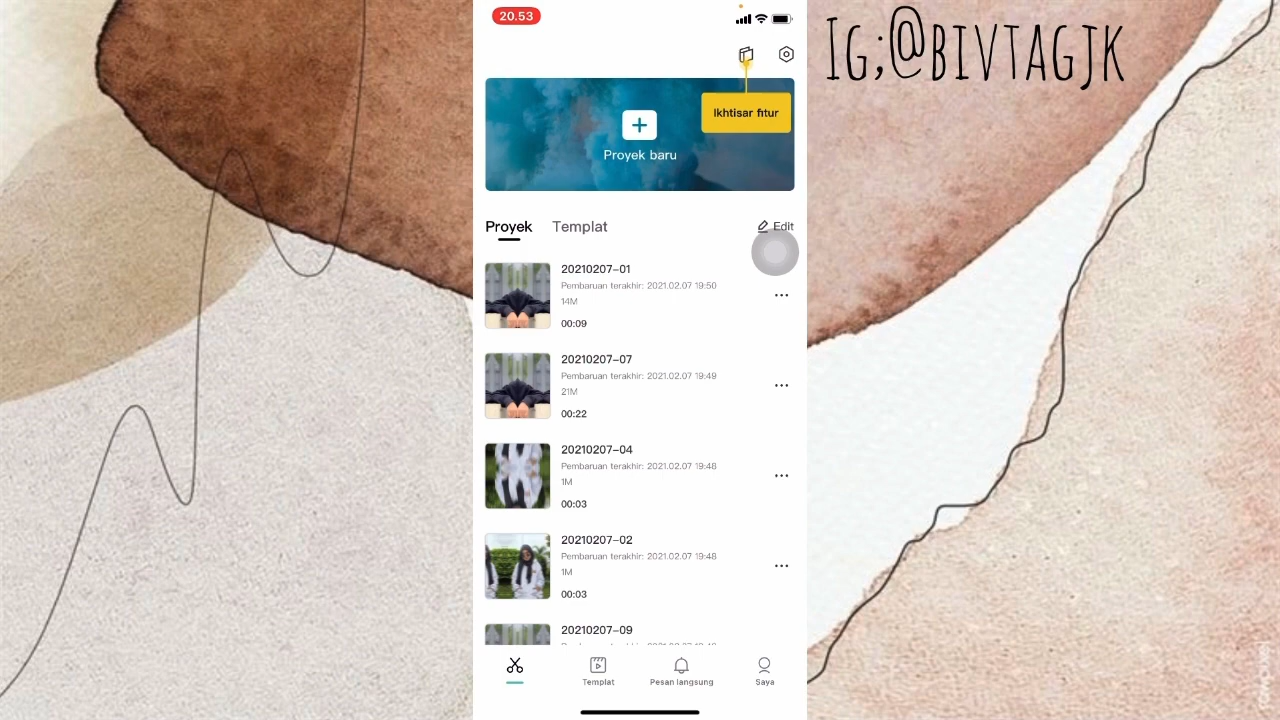 20.53
Ig;@bivtagjk
Ikhtisar fitur
Proyek baru
Proyek
Templat
Edit
20210207-01
Pembaruan terakhir: 2021.02.07 19:50
14M
00:09
20210207-07
Pembaruan terakhir: 2021.02.07 19:49
21M
00:22
20210207-04
Pembaruan terakhir: 2021.02.07 19:48
1M
00:03
20210207-02
Pembaruan terakhir: 2021.02.07 19:48
1M
00:03
20210207-09
Templat
Pesan langsung
Saya